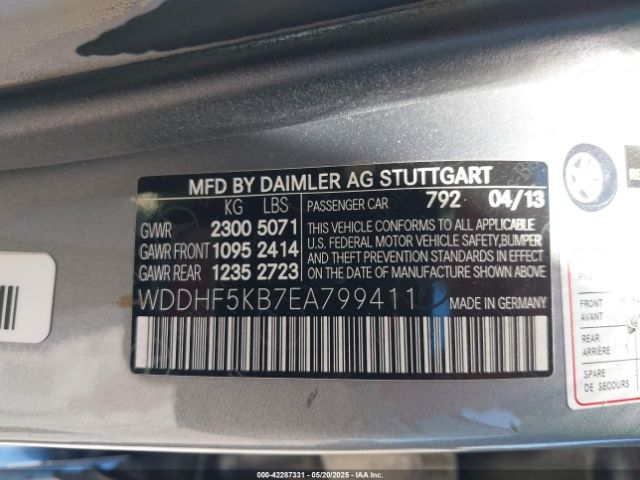 MFD BY DAIMLER AG STUTTGART
KG LBS
GVWR 2300 5071
GAWR FRONT 1095 2414
GAWR REAR 1235 2723
PASSENGER CAR 792 04/13
THIS VEHICLE CONFORMS TO ALL
U.S. FEDERAL MOTOR VEHICLE SAFETY,BUMPER
AND THEFT PREVENTION STANDARDS IN
EFFECT ON THE DATE OF
MANUFACTURE SHOWN ABOVE
WDDHF5KB7EA799411
MADE IN GERMANY
FRONT
AVANT
REAR
ARRIÈRE
SPARE
DE SECOURS
000-42287331 - 05/20/2025 - IAAI.COM